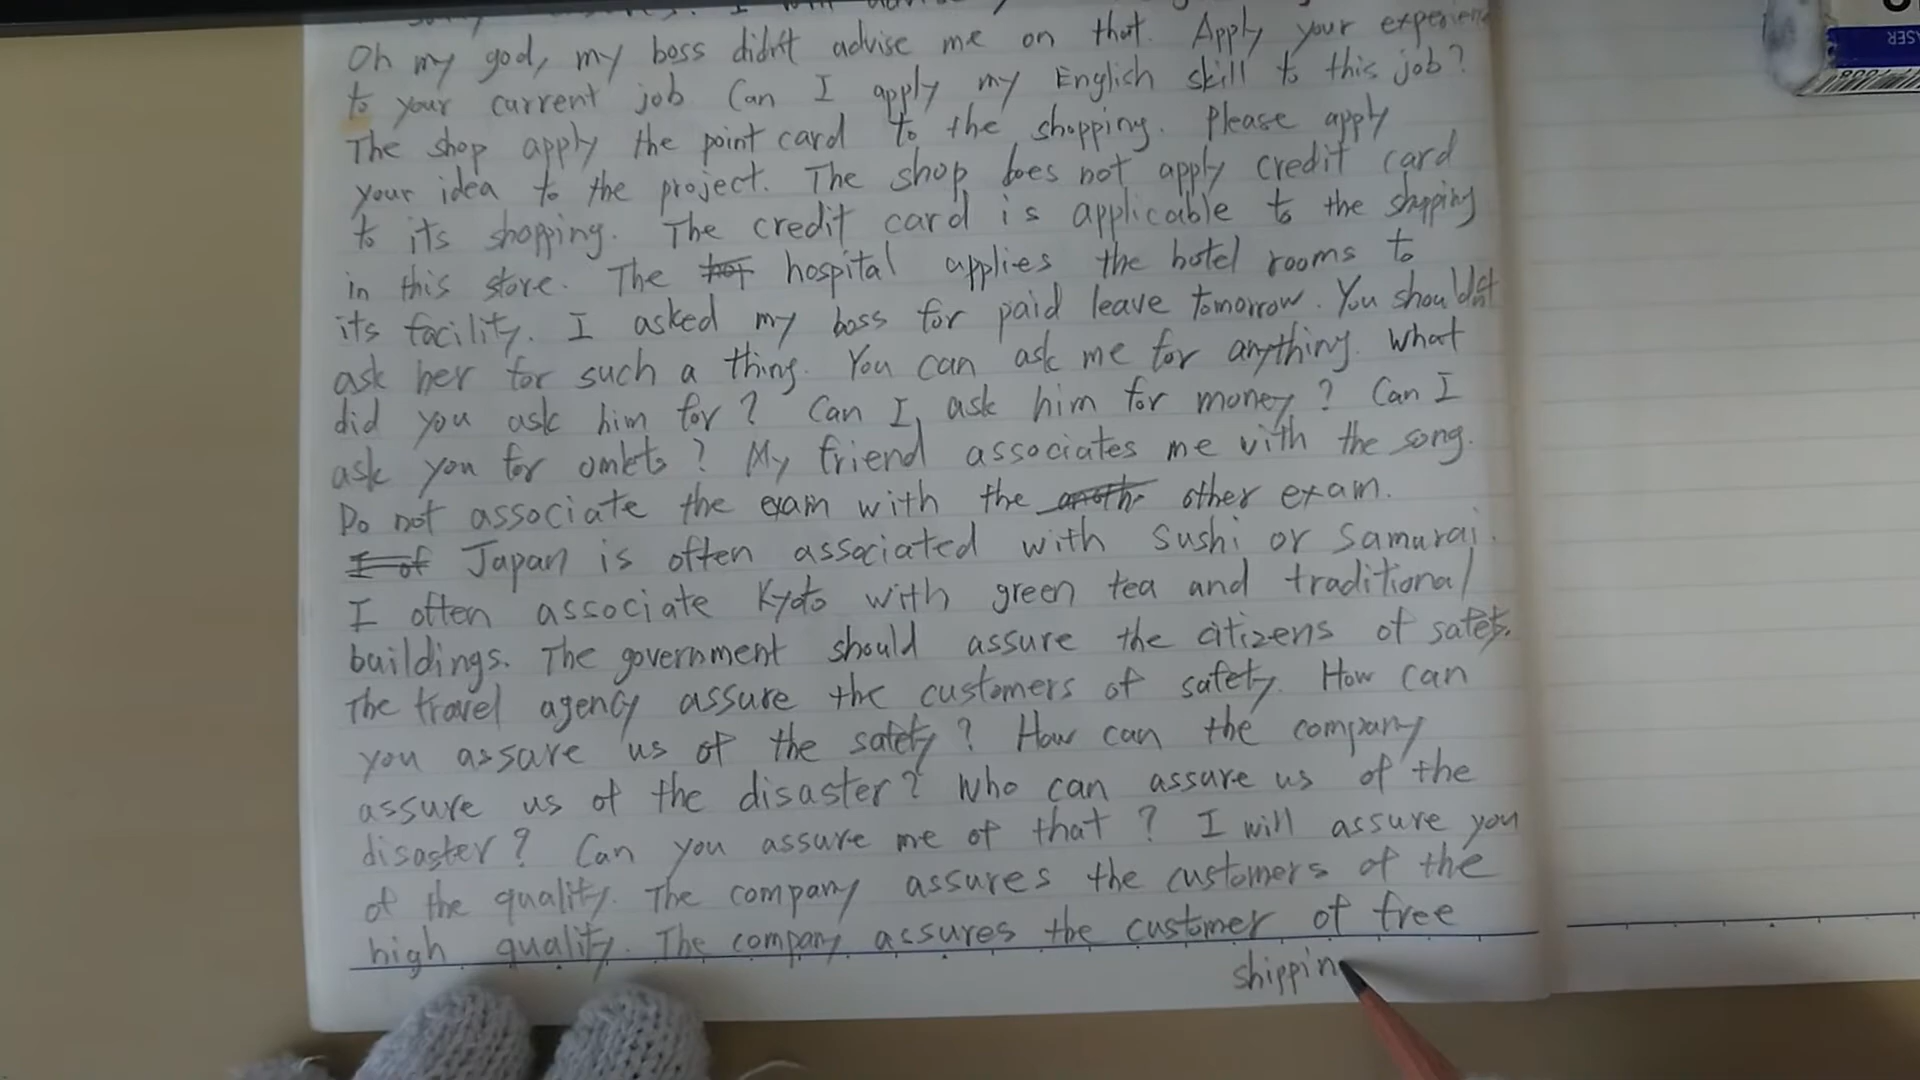 Oh my god, my boss didn't advise me on that. Apply your
to your current job Can I apply my English skill to this job?
The shop apply the point card to the shopping. Please apply
your idea to the project. The shop does not apply credit card
to its shopping. The credit card is applicable to the shopping
in this store. The hospital applies the hotel rooms to
its facility. I asked my boss for paid leave tomorrow. You shouldn't
ask her for such a thing. You can ask me for anything. What
did you ask him for? Can I ask him for money? Can I
ask you for omlets? My friend associates me with the song.
Do not associate the exam with the other exam.
Japan is often associated with Sushi or Samurai.
I often associate Kyoto with green tea and traditional
buildings. The government should assure the citizens of safety.
The travel agency assure the customers of safety. How can
you assure us of the safety? How can the company
assure us of the disaster? Who can assure us of the
disaster? Can you assure me of that? I will assure you
of the quality. The company assures the customers of the
high quality. The company assures the customer of free
shippin